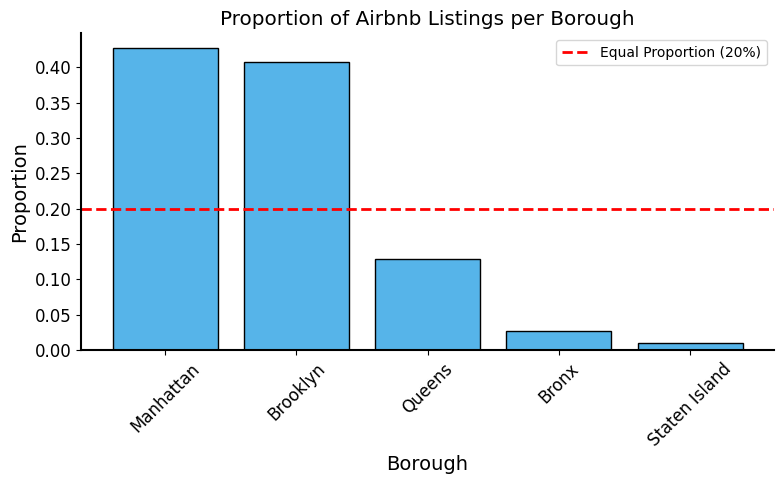 Proportion of Airbnb Listings per Borough
Equal Proportion (20%)
Proportion
0.40
0.35
0.30
0.25
0.20
0.15
0.10
0.05
0.00
Manhattan
Brooklyn
Queens
Bronx
Staten Island
Borough